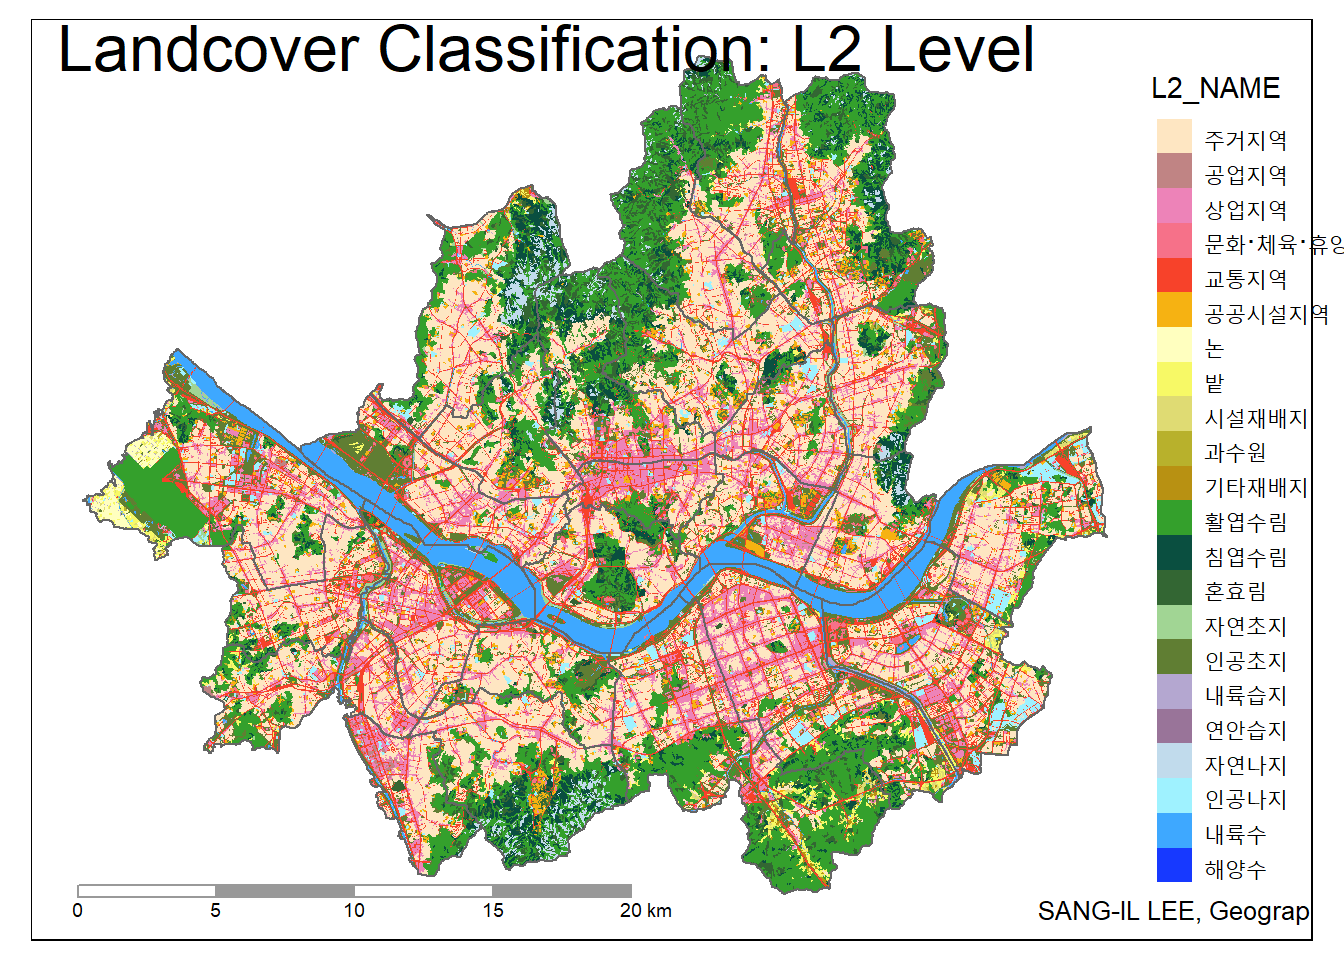 Landcover Classification: L2 Level
L2_NAME
주거지역
공업지역
상업지역
문화·체육·휴양
교통지역
공공시설지역
논
밭
시설재배지
과수원
기타재배지
활엽수림
침엽수림
혼효림
자연초지
인공초지
내륙습지
연안습지
자연나지
인공나지
내륙수
해양수
0 5 10 15 20 km
SANG-IL LEE, Geograp